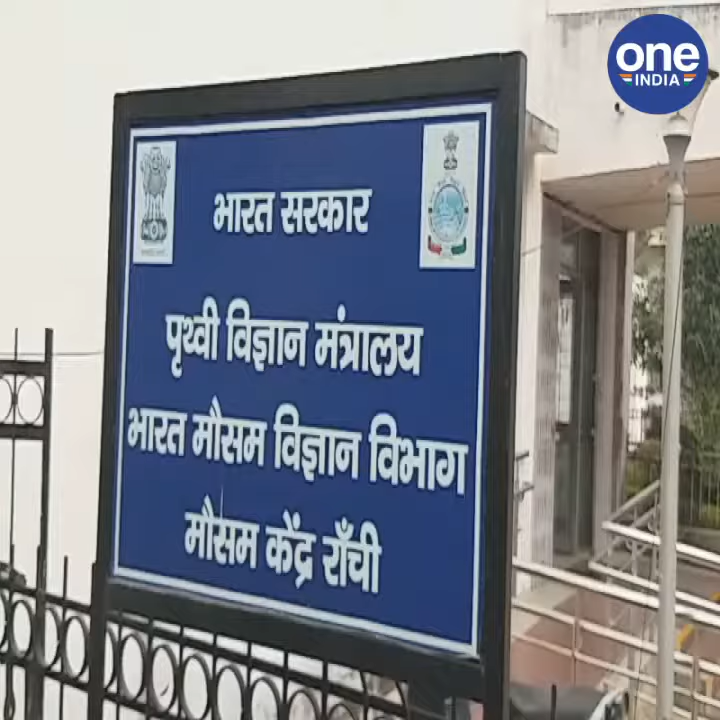 one
INDIA
भारत सरकार
पृथ्वी विज्ञान मंत्रालय
भारत मौसम विज्ञान विभाग
मौसम केंद्र राँची